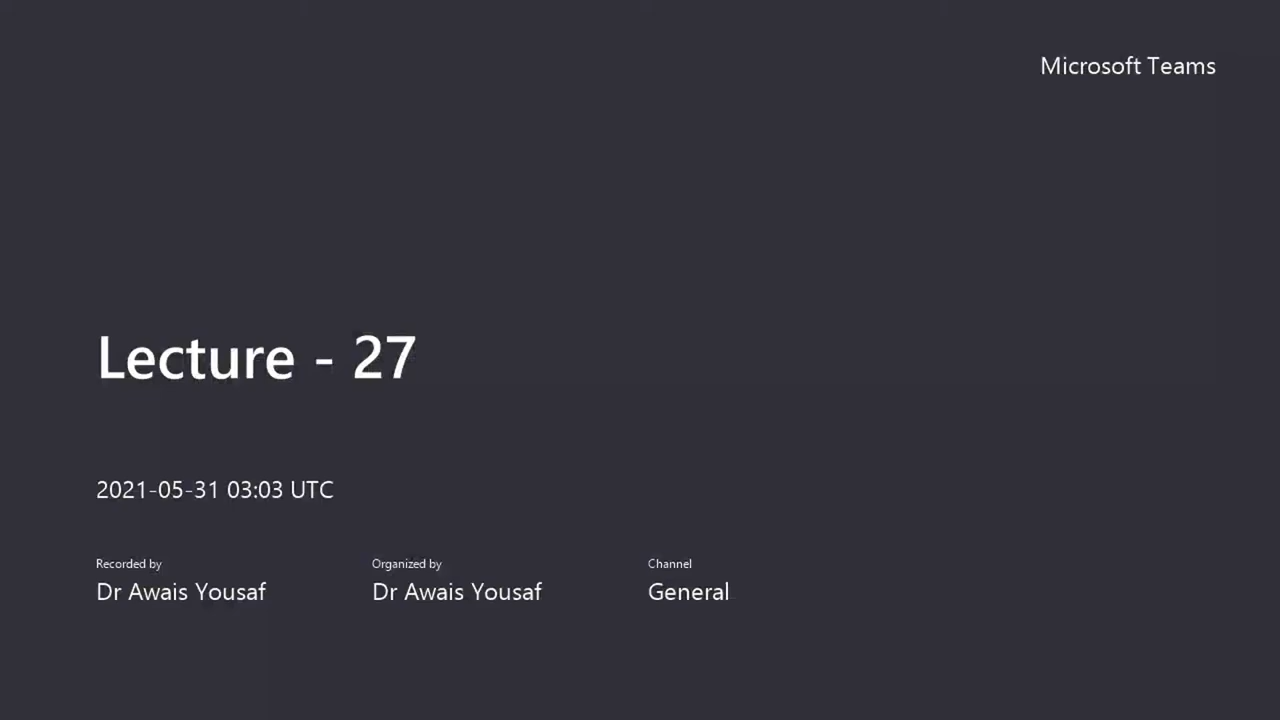 Microsoft Teams
Lecture - 27
2021-05-31 03:03 UTC
Recorded by
Dr Awais Yousaf
Organized by
Dr Awais Yousaf
Channel
General